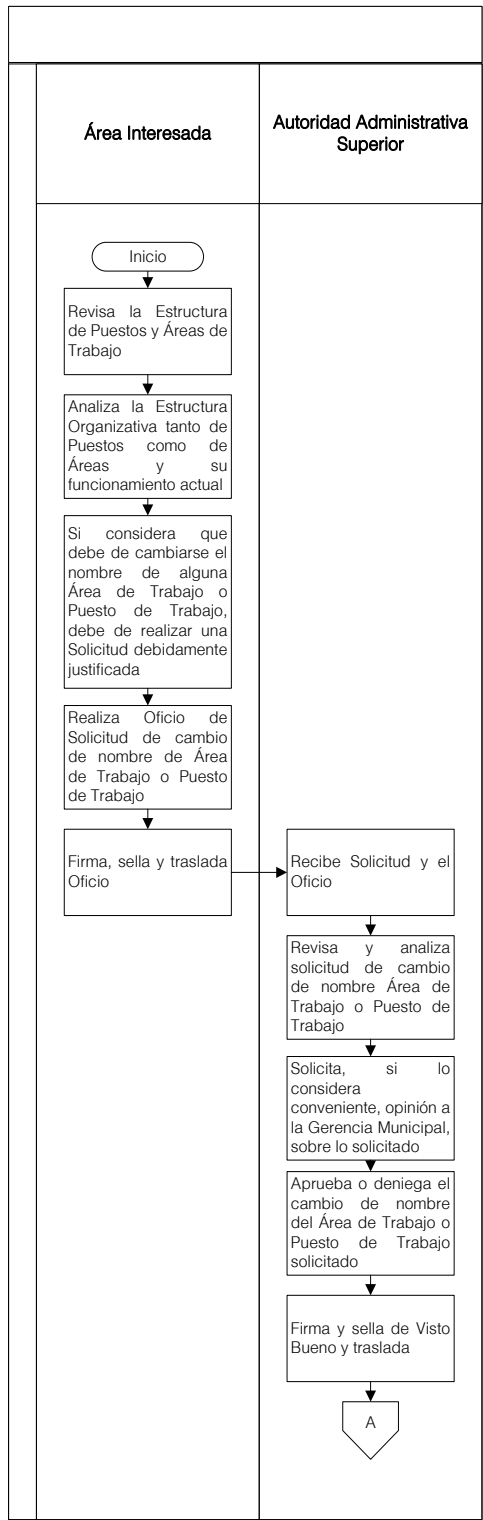 Área Interesada
Autoridad Administrativa
Superior
Inicio
Revisa la Estructura
de Puestos y Áreas de
Trabajo
Analiza la Estructura
Organizativa tanto de
Puestos como de
Áreas y su
funcionamiento actual
Si considera que
debe de cambiarse el
nombre de alguna
Área de Trabajo o
Puesto de Trabajo,
debe de realizar una
Solicitud debidamente
justificada
Realiza Oficio de
Solicitud de cambio
de nombre de Área
de Trabajo o Puesto
de Trabajo
Firma, sella y traslada
Oficio
Recibe Solicitud y el
Oficio
Revisa y analiza
solicitud de cambio
de nombre Área de
Trabajo o Puesto de
Trabajo
Solicita, si lo
considera
conveniente, opinión a
la Gerencia Municipal,
sobre lo solicitado
Aprueba o deniega el
cambio de nombre
del Área de Trabajo o
Puesto de Trabajo
solicitado
Firma y sella de Visto
Bueno y traslada
A